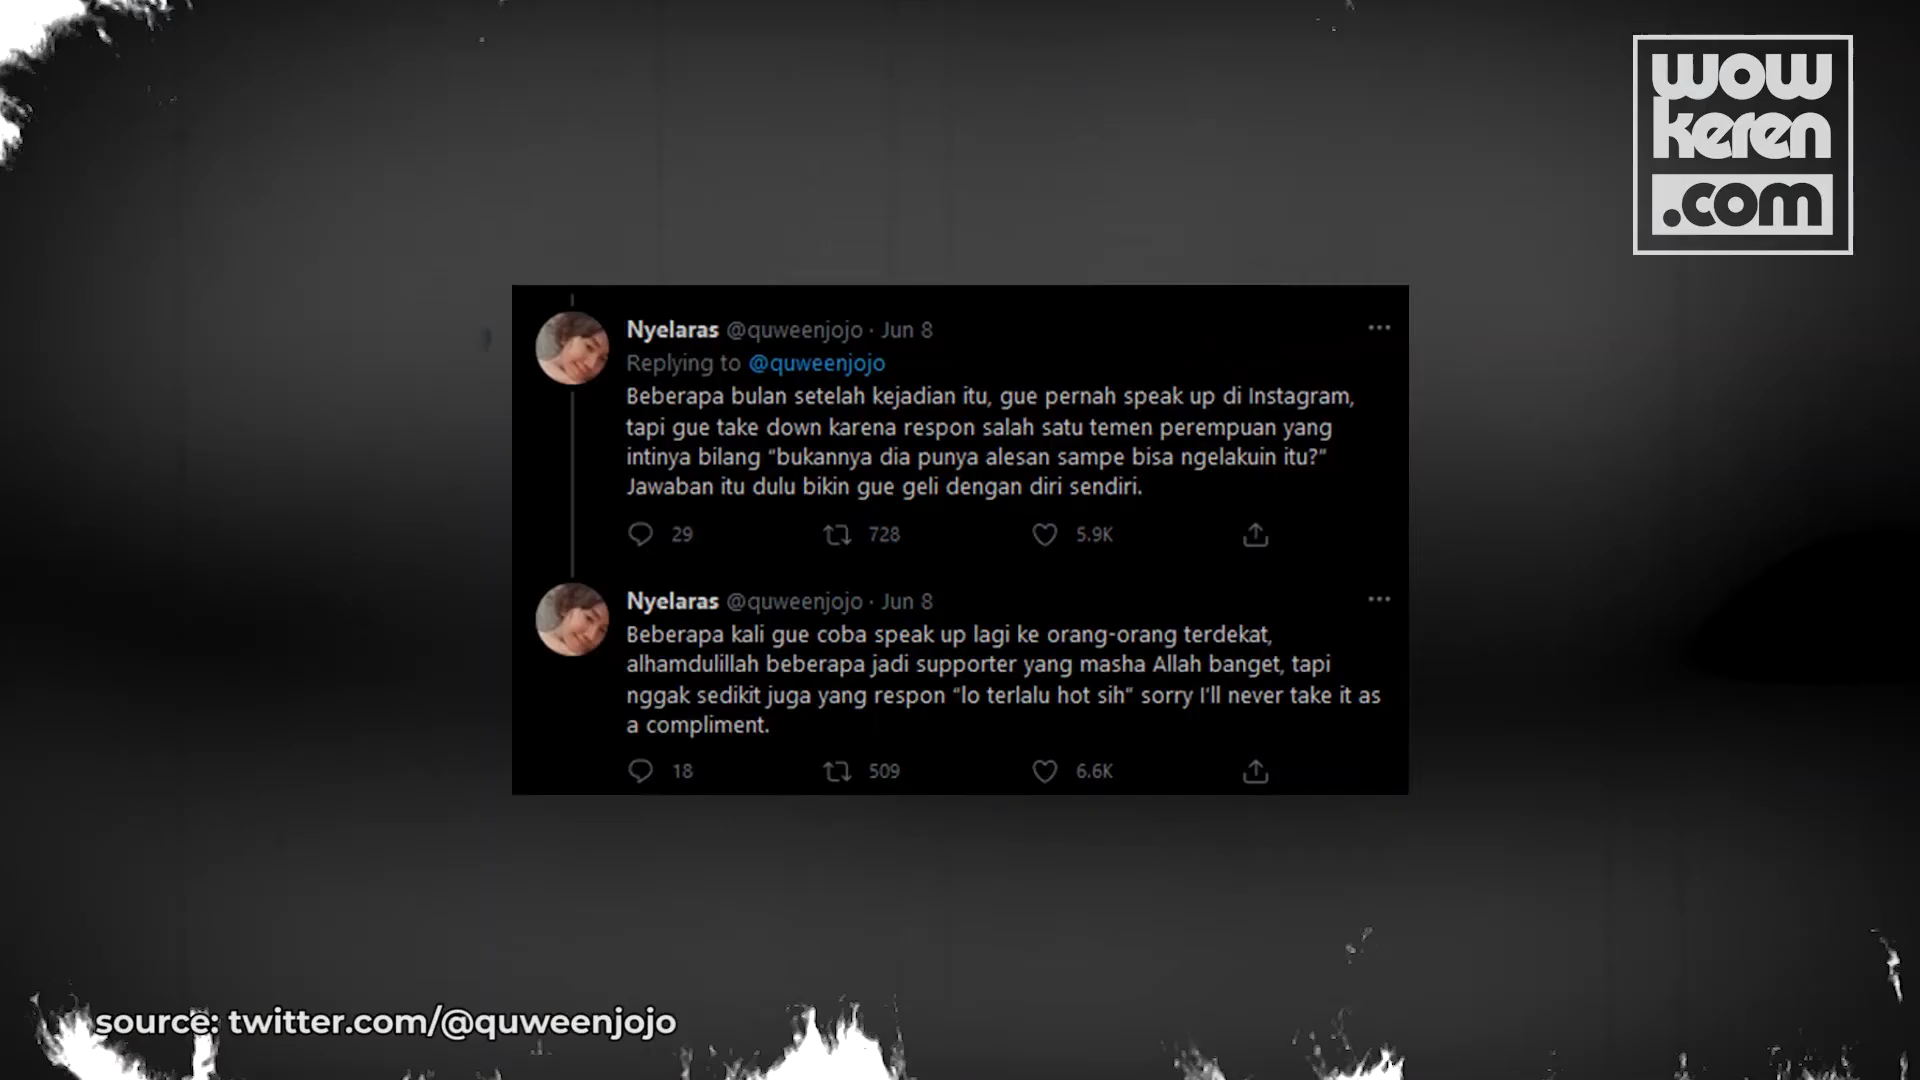 wow
keren
.com
Nyelaras @quweenjojo · Jun 8
Replying to @quweenjojo
Beberapa bulan setelah kejadian itu, gue pernah speak up di Instagram,
tapi gue take down karena respon salah satu temen perempuan yang
intinya bilang “bukannya dia punya alesan sampe bisa ngelakuin itu?”
Jawaban itu dulu bikin gue geli dengan diri sendiri.
29 728 5.9K
Nyelaras @quweenjojo · Jun 8
Beberapa kali gue coba speak up lagi ke orang-orang terdekat,
alhamdulillah beberapa jadi supporter yang masha Allah banget, tapi
nggak sedikit juga yang respon “lo terlalu hot sih” sorry I'll never take it as
a compliment.
18 509 6.6K
source: twitter.com/@quweenjojo